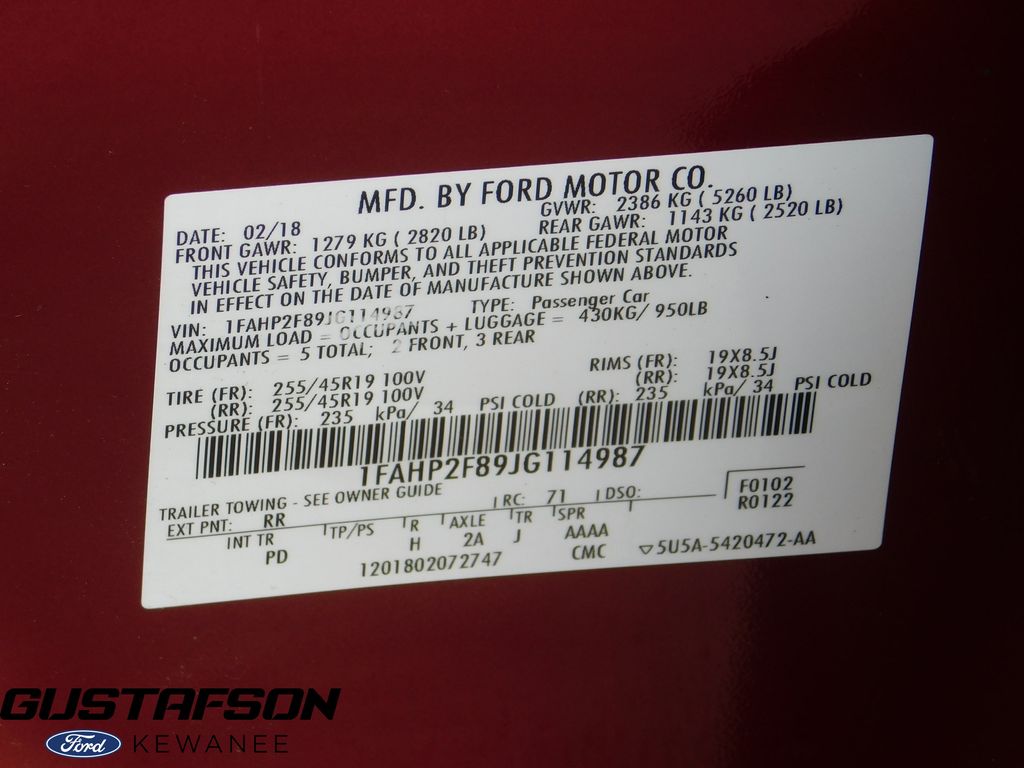 MFD. BY FORD MOTOR CO.
DATE: 02/18 GVWR: 2386 KG ( 5260 LB)
FRONT GAWR: 1279 KG ( 2820 LB) REAR GAWR: 1143 KG ( 2520 LB)
THIS VEHICLE CONFORMS TO ALL APPLICABLE FEDERAL MOTOR
VEHICLE SAFETY, BUMPER, AND THEFT PREVENTION STANDARDS
IN EFFECT ON THE DATE OF MANUFACTURE SHOWN ABOVE.
VIN: 1FAHP2F89JG114987 TYPE: Passenger Car
MAXIMUM LOAD = OCCUPANTS + LUGGAGE = 430KG/ 950LB
OCCUPANTS = 5 TOTAL; 2 FRONT, 3 REAR
TIRE (FR): 255/45R19 100V RIMS (FR): 19X8.5J
(RR): 255/45R19 100V (RR): 19X8.5J
PRESSURE (FR): 235 kPa/ 34 PSI COLD (RR): 235 kPa/ 34 PSI COLD
1FAHP2F89JG114987
TRAILER TOWING - SEE OWNER GUIDE
EXT PNT: RR RC: 71 DSO: F0102
R0122
INT TR TP/PS R AXLE TR SPR
PD H 2A J AAAA
1201802072747 CMC ▽5U5A-5420472-AA
GUSTAFSON
Ford KEWANEE